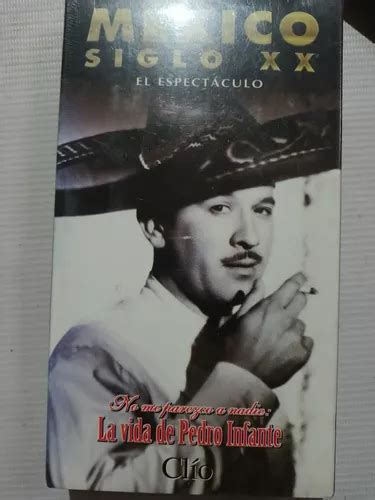 MEXICO
SIGLO XX
EL ESPECTÁCULO
No me parezco a nadie:
La vida de Pedro Infante
Clío